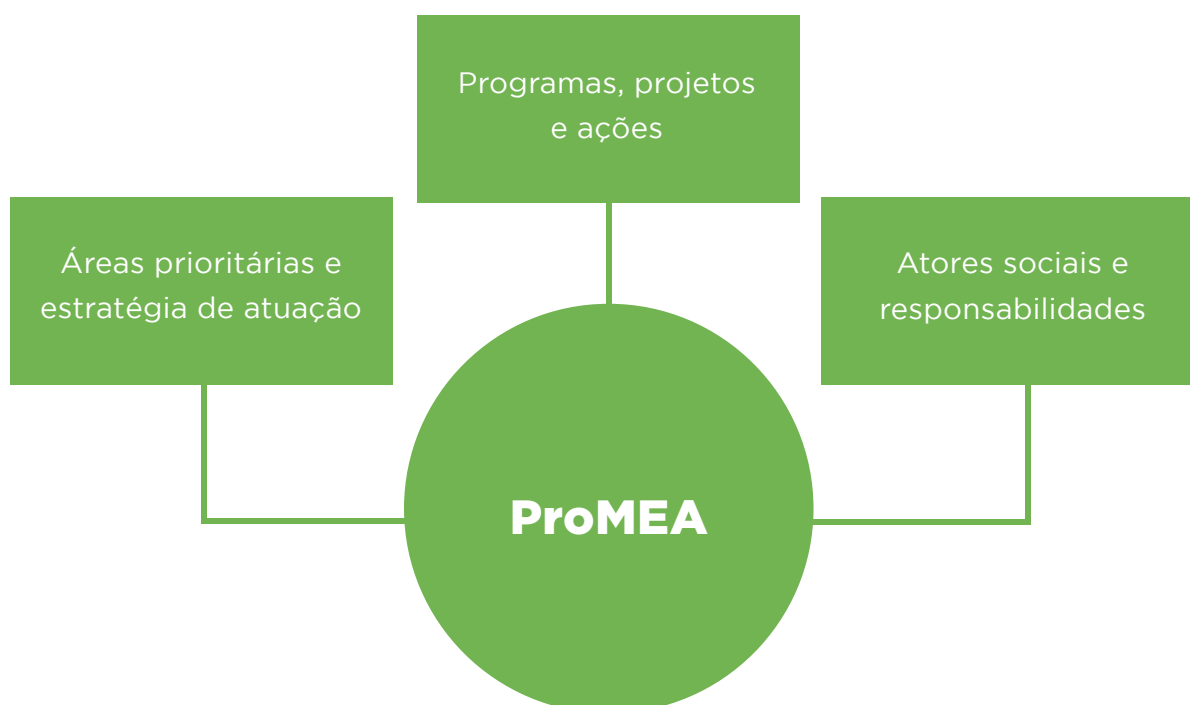 Programas, projetos
e ações
Áreas prioritárias e
estratégia de atuação
Atores sociais e
responsabilidades
ProMEA